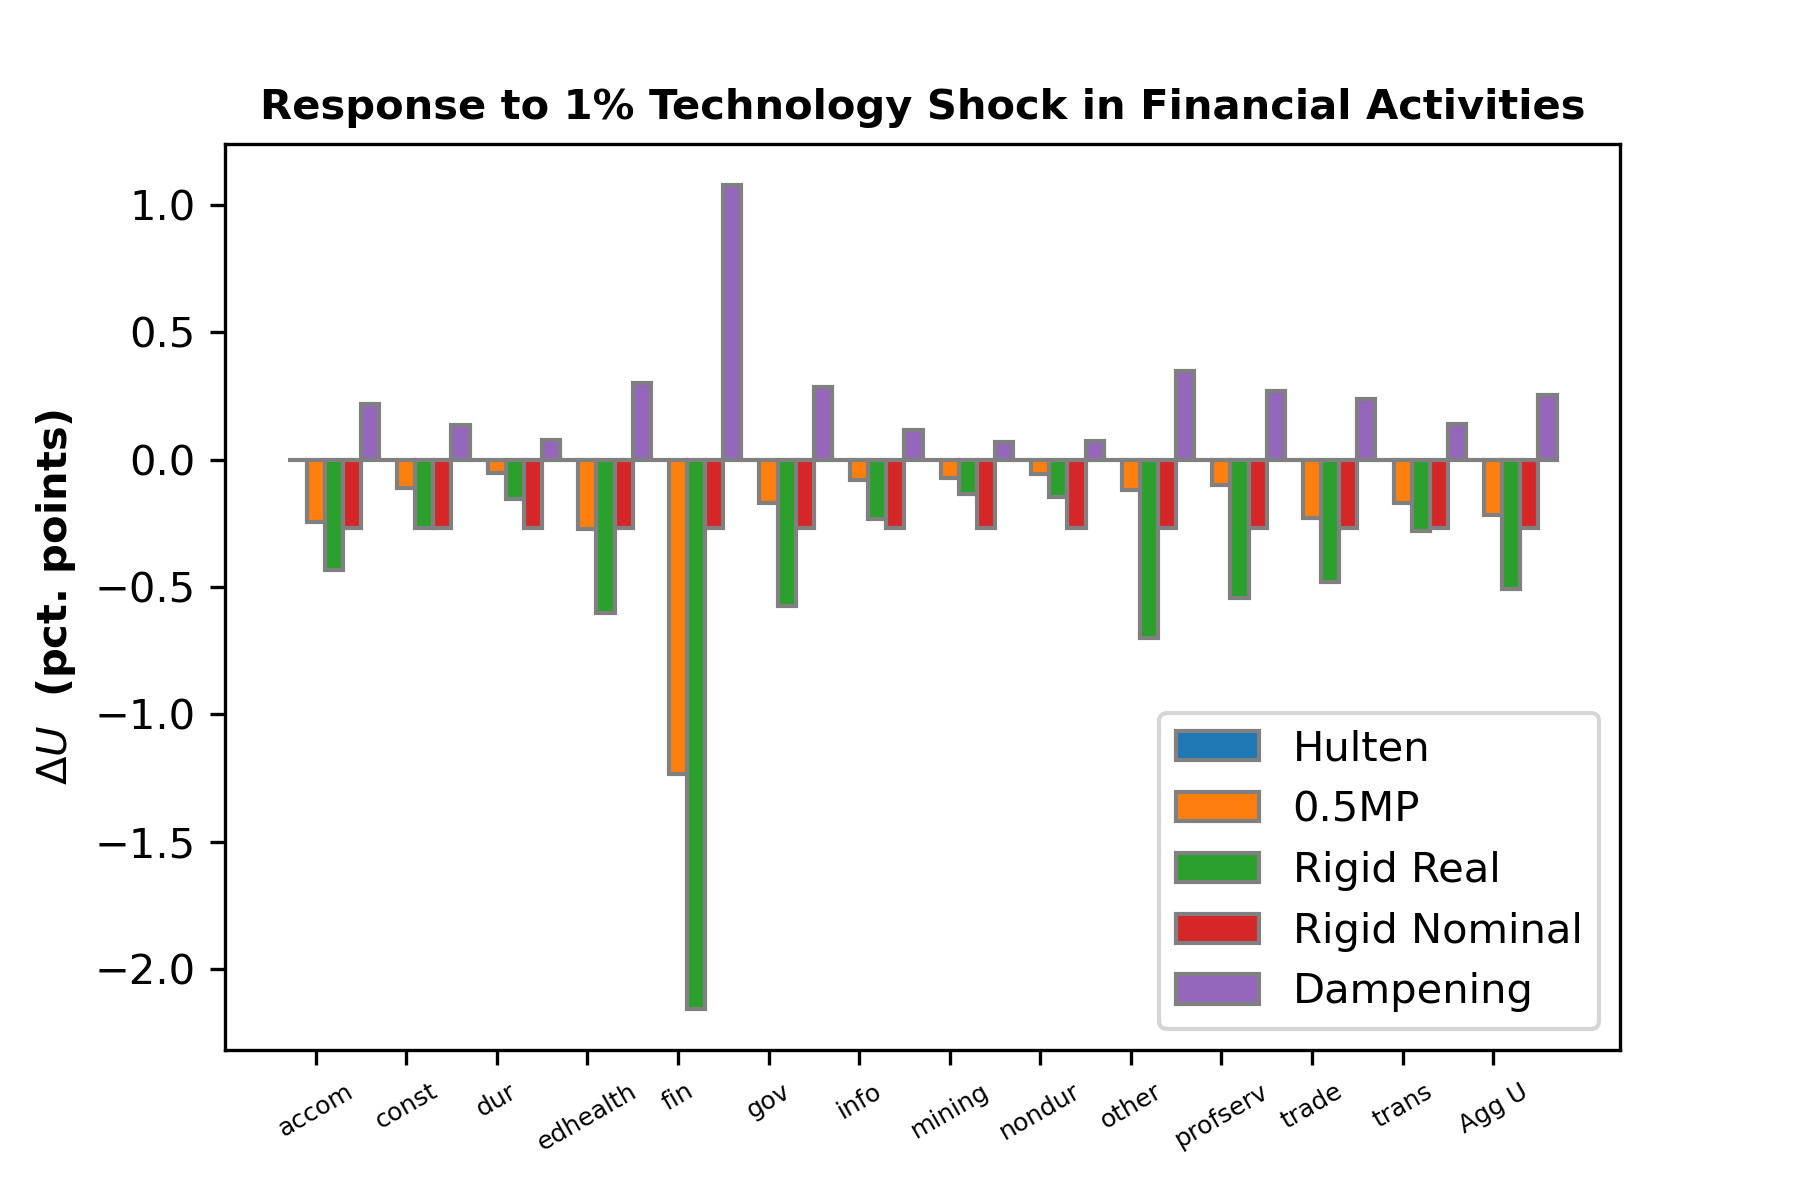 Response to 1% Technology Shock in Financial Activities
ΔU (pct. points)
1.0
0.5
0.0
−0.5
−1.0
−1.5
−2.0
Hulten
0.5MP
Rigid Real
Rigid Nominal
Dampening
accom const dur edhealth fin gov info mining nondur other profserv trade trans Agg U